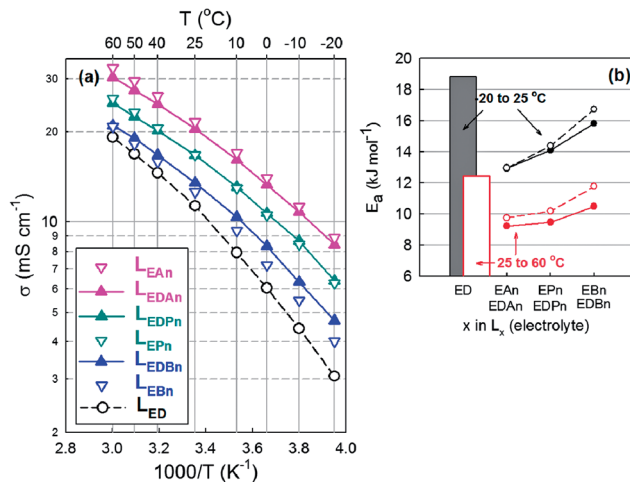 T (°C)
60 50 40 25 10 0 -10 -20
(a)
30
20
10
9
8
7
6
5
4
3
2
σ (mS cm⁻¹)
L_EAn
L_EDAn
L_EDPn
L_EPn
L_EDBn
L_EBn
L_ED
2.8 3.0 3.2 3.4 3.6 3.8 4.0
1000/T (K⁻¹)
(b)
20
18
16
14
12
10
8
6
E_a (kJ mol⁻¹)
-20 to 25 °C
25 to 60 °C
ED EAn EPn EBn
EDAn EDPn EDBn
x in L_x (electrolyte)